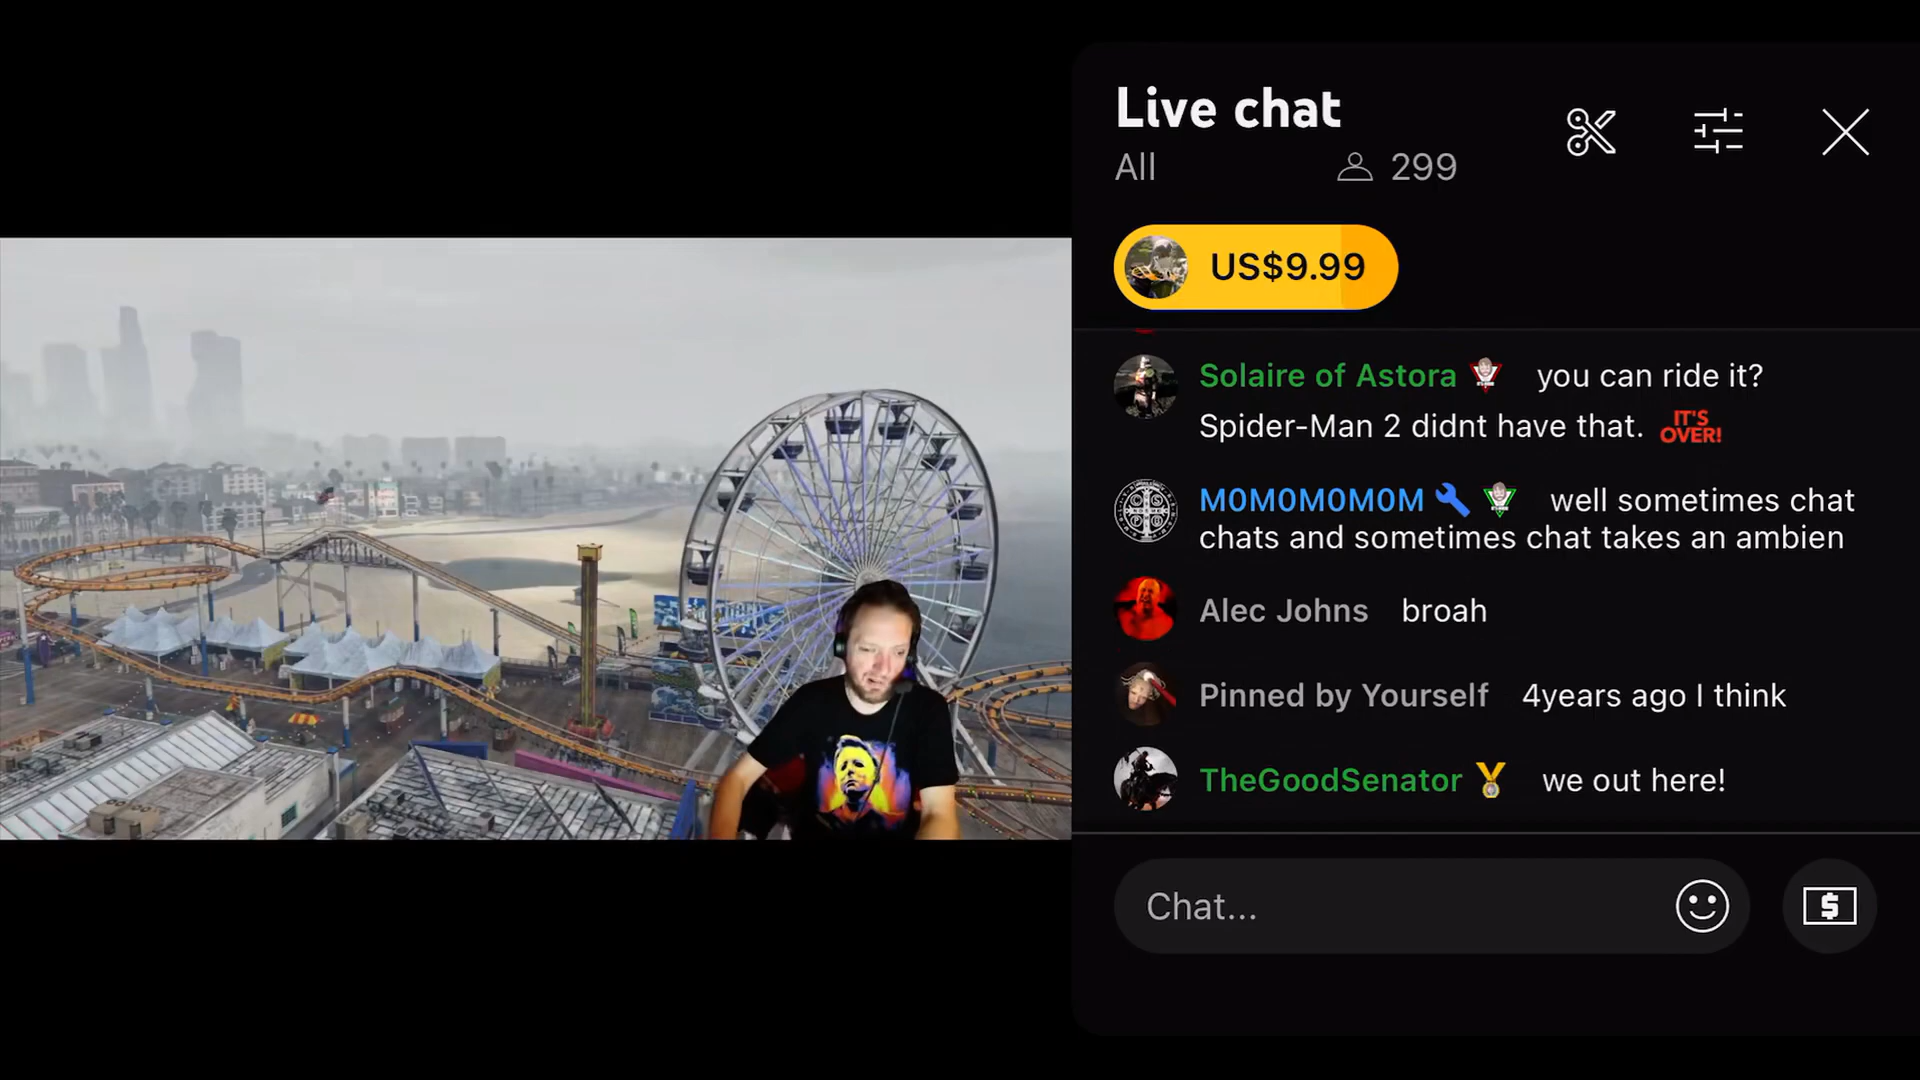 Live chat
All 299
US$9.99
Solaire of Astora you can ride it?
Spider-Man 2 didnt have that. IT'S OVER!
M0M0M0M0M well sometimes chat
chats and sometimes chat takes an ambien
Alec Johns broah
Pinned by Yourself 4years ago I think
TheGoodSenator we out here!
Chat...